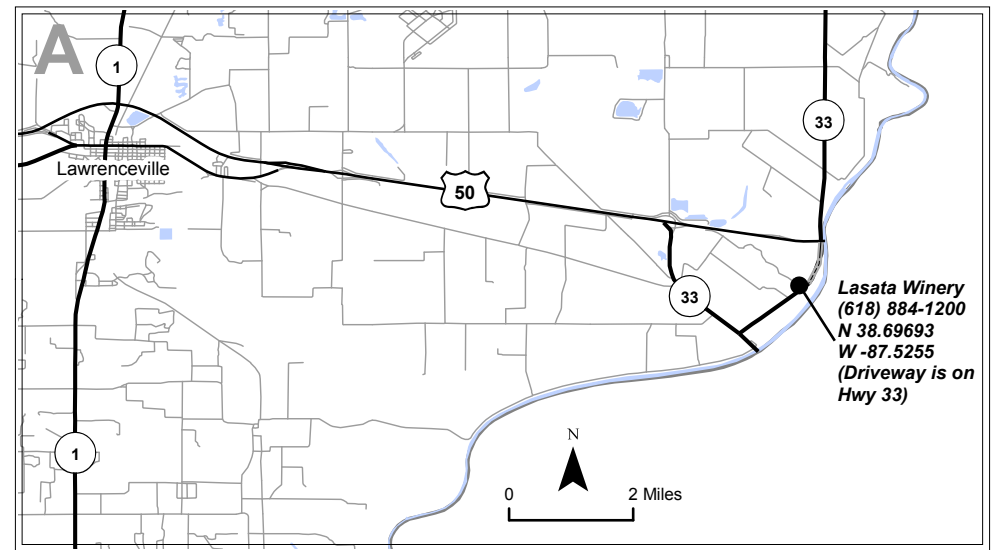 A
1
33
Lawrenceville
50
33
Lasata Winery
(618) 884-1200
N 38.69693
W -87.5255
(Driveway is on
Hwy 33)
1
N
0 2 Miles